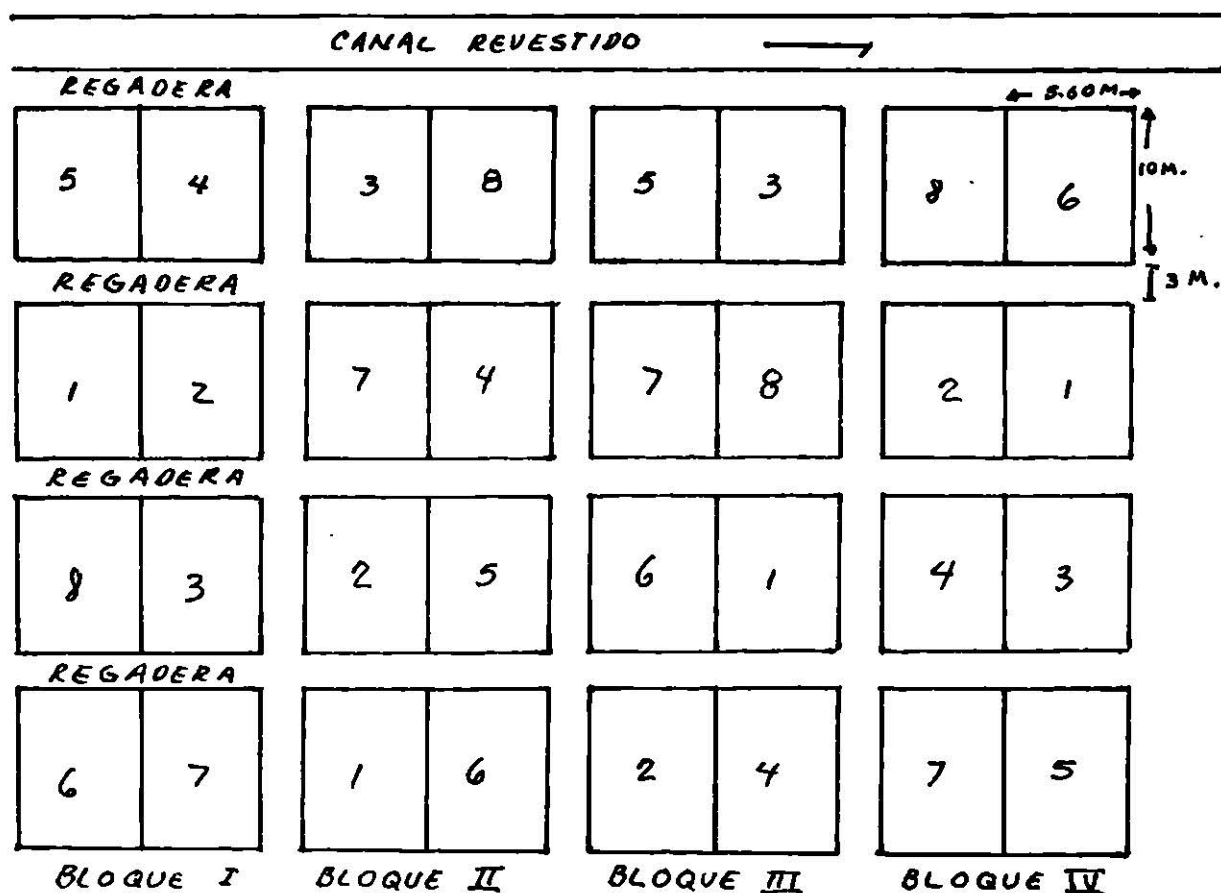 CANAL REVESTIDO
REGADERA
5.60 M.
5 4 3 8 5 3 8 6
10 M.
REGADERA
3 M.
1 2 7 4 7 8 2 1
REGADERA
8 3 2 5 6 1 4 3
REGADERA
6 7 1 6 2 4 7 5
BLOQUE I BLOQUE II BLOQUE III BLOQUE IV